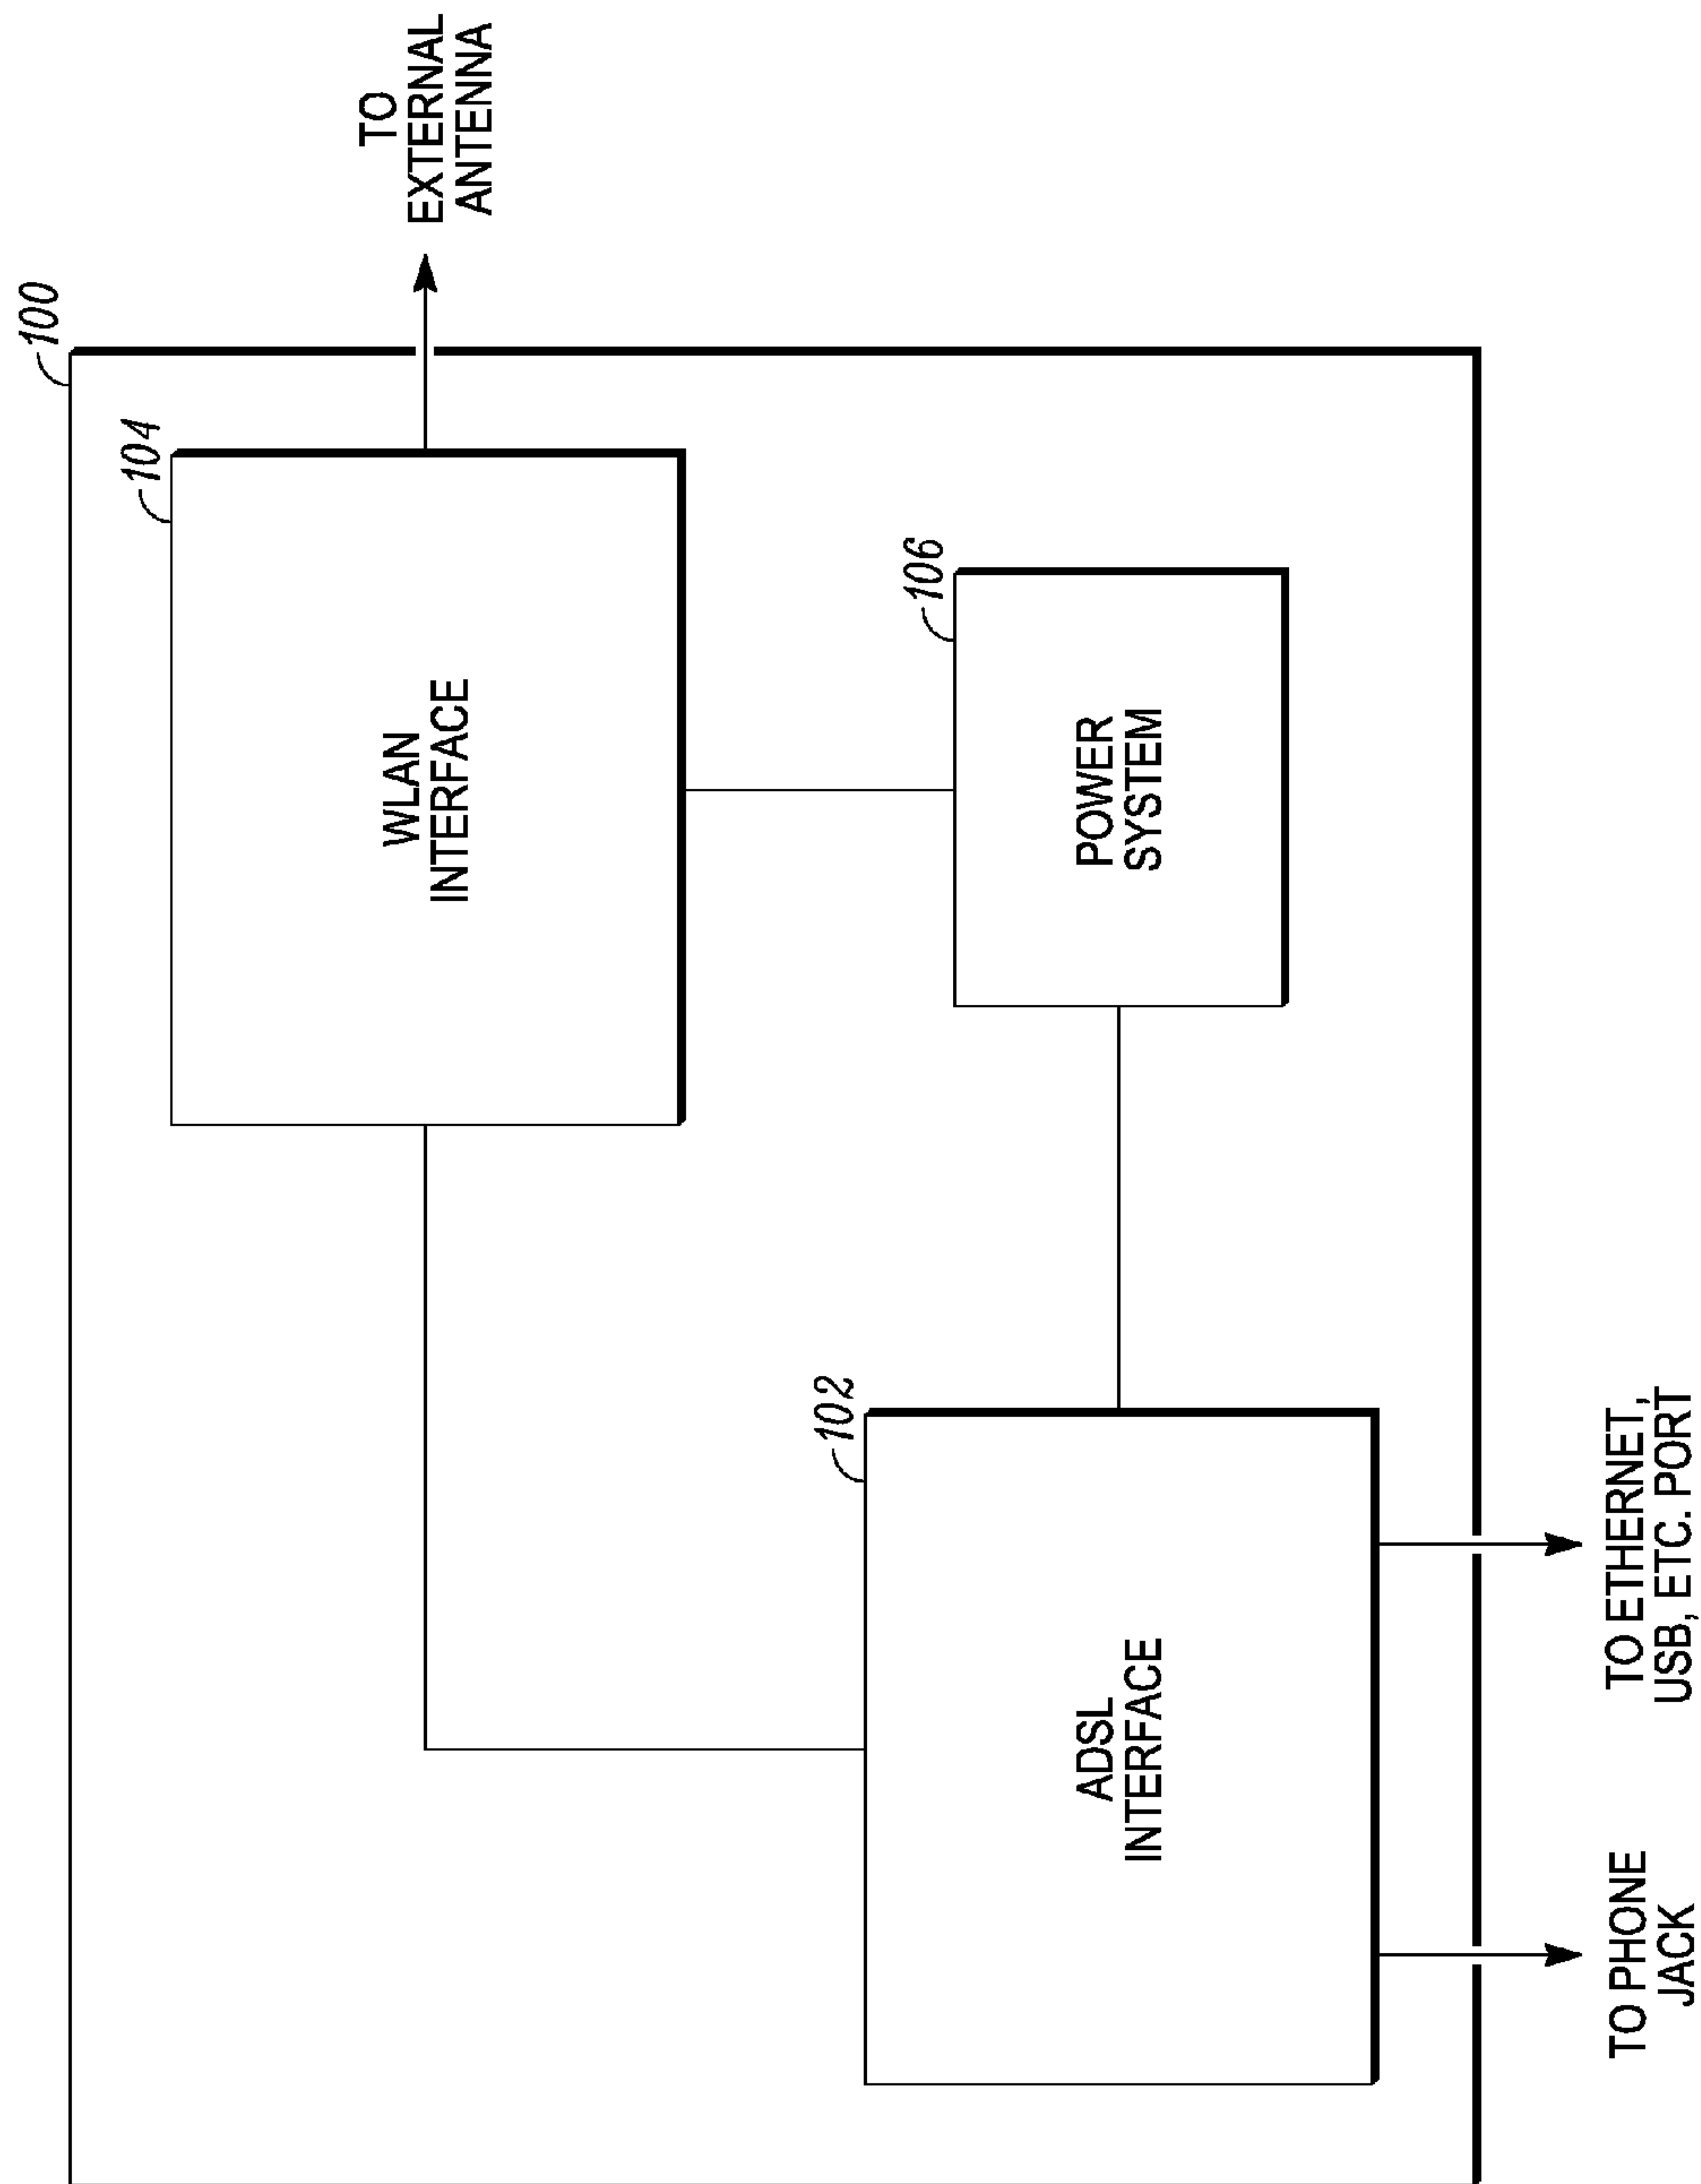 100
TO
EXTERNAL
ANTENNA
104
WLAN
INTERFACE
106
POWER
SYSTEM
102
ADSL
INTERFACE
TO PHONE
JACK
TO ETHERNET,
USB, ETC. PORT